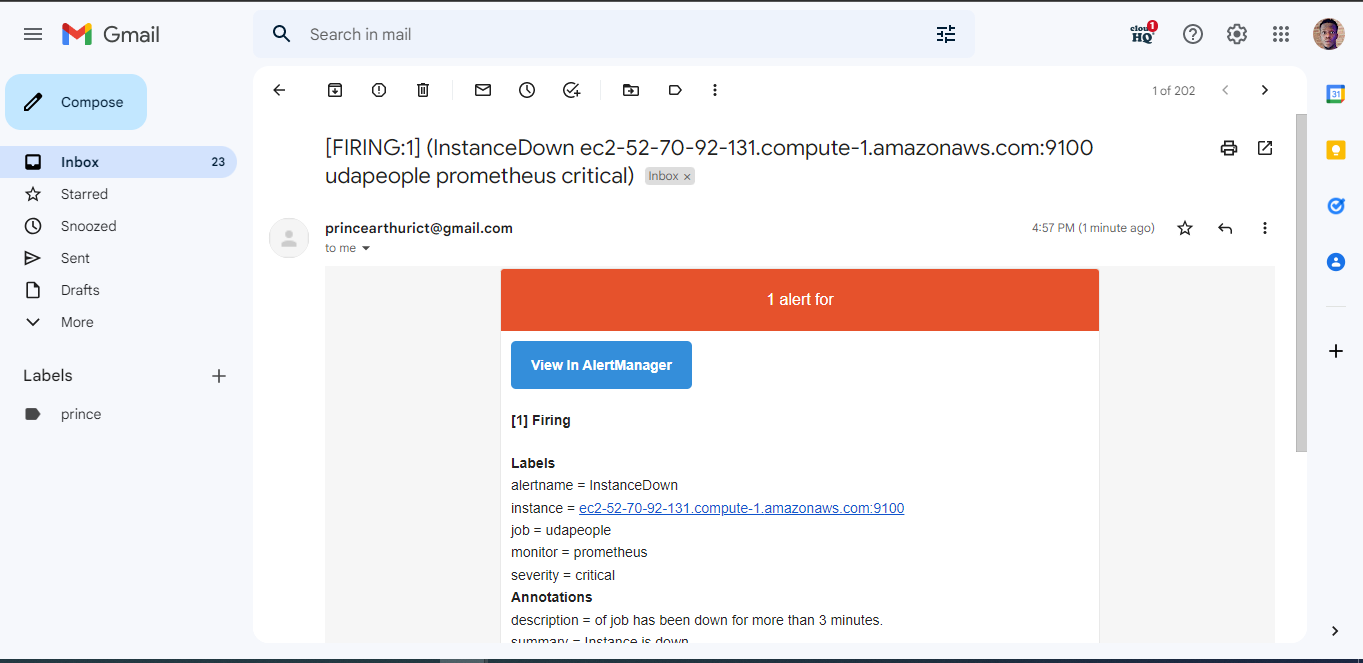 Gmail
Search in mail
cloud
HQ
1
Compose
Inbox 23
Starred
Snoozed
Sent
Drafts
More
Labels
prince
1 of 202
[FIRING:1] (InstanceDown ec2-52-70-92-131.compute-1.amazonaws.com:9100
udapeople prometheus critical) Inbox ×
princearthurict@gmail.com
4:57 PM (1 minute ago)
to me
1 alert for
View In AlertManager
[1] Firing
Labels
alertname = InstanceDown
instance = ec2-52-70-92-131.compute-1.amazonaws.com:9100
job = udapeople
monitor = prometheus
severity = critical
Annotations
description = of job has been down for more than 3 minutes.
summary = Instance is down
31